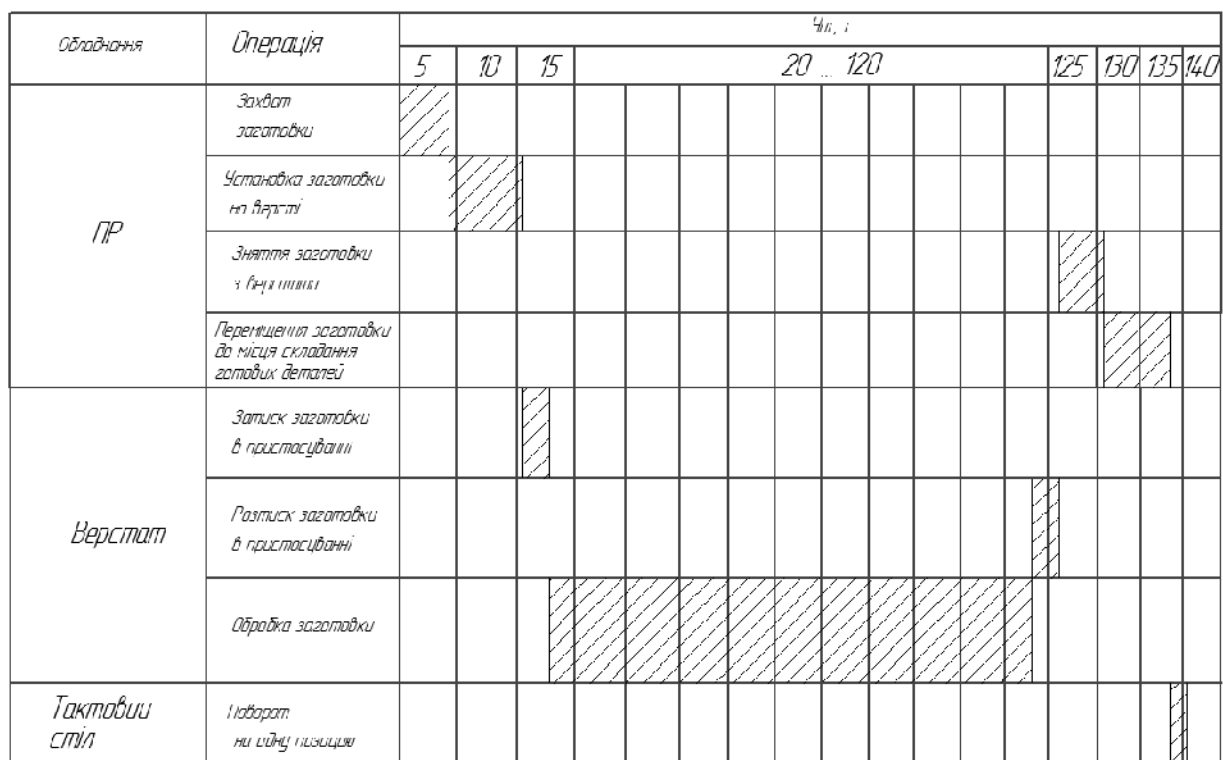 Обладнання
Операція
Час, с
5 10 15 20 ... 120 125 130 135 140
ПР
Захват
заготовки
Установка заготовки
на
Зняття заготовки
з
Переміщення заготовки
до місця складання
готових деталей
Верстат
Затиск заготовки
в пристосуванні
Розтиск заготовки
в пристосуванні
Обробка заготовки
Тактовий
стіл
Поворот
на одну позицію